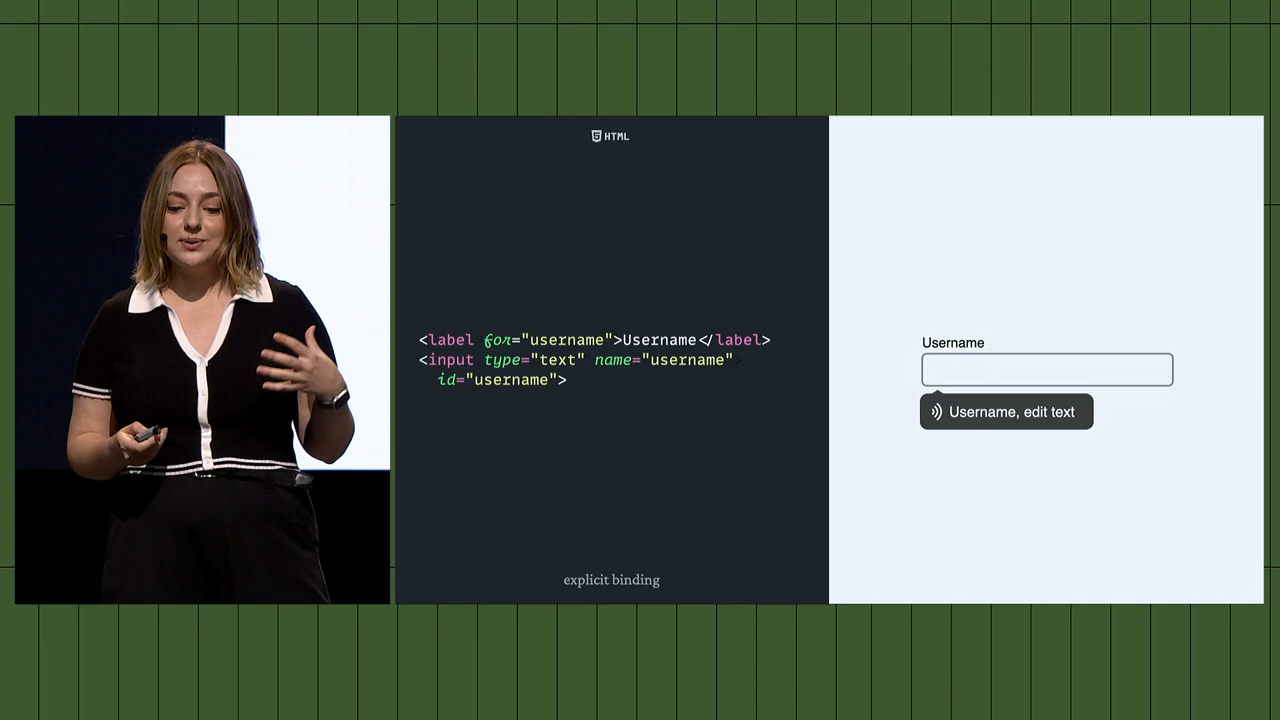 HTML
<label for="username">Username</label>
<input type="text" name="username"
id="username">
explicit binding
Username
Username, edit text